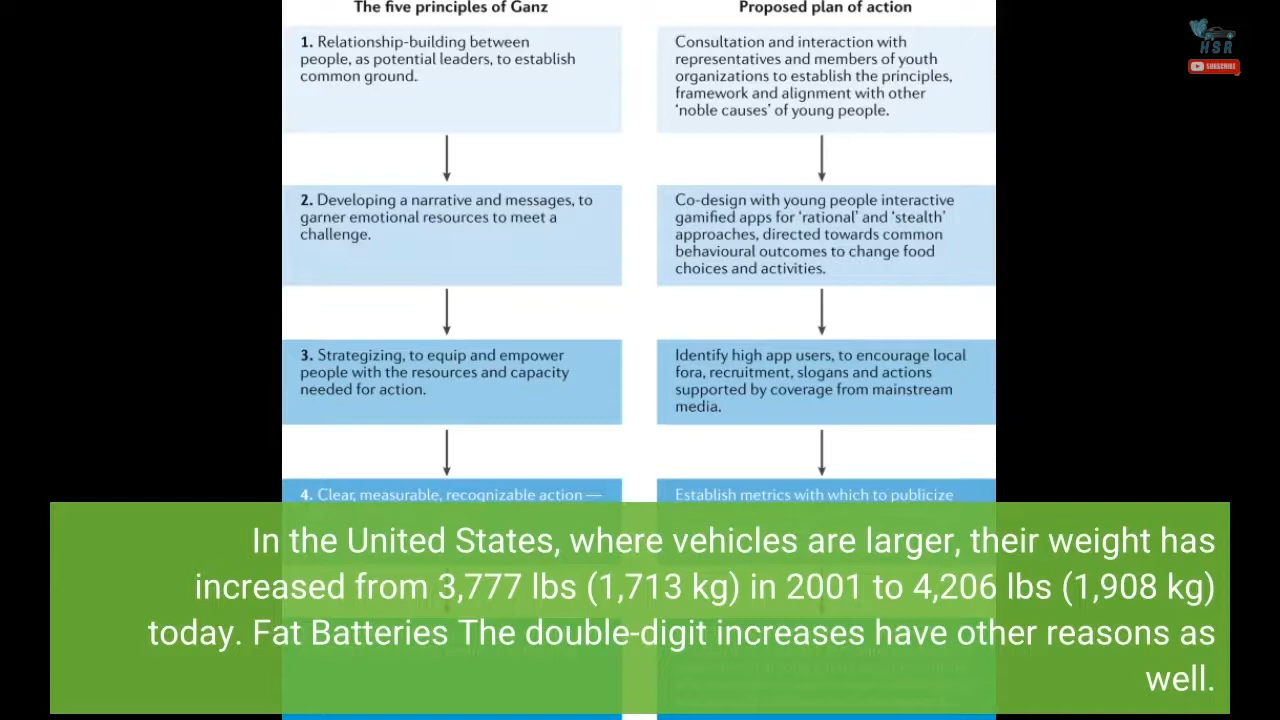 The five principles of Ganz
1. Relationship-building between
people, as potential leaders, to establish
common ground.
2. Developing a narrative and messages, to
garner emotional resources to meet a
challenge.
3. Strategizing, to equip and empower
people with the resources and capacity
needed for action.
4. Clear, measurable, recognizable action —
Proposed plan of action
Consultation and interaction with
representatives and members of youth
organizations to establish the principles,
framework and alignment with other
‘noble causes’ of young people.
Co-design with young people interactive
gamified apps for ‘rational’ and ‘stealth’
approaches, directed towards common
behavioural outcomes to change food
choices and activities.
Identify high app users, to encourage local
fora, recruitment, slogans and actions
supported by coverage from mainstream
media.
Establish metrics with which to publicize
HSR
SUBSCRIBE
In the United States, where vehicles are larger, their weight has
increased from 3,777 lbs (1,713 kg) in 2001 to 4,206 lbs (1,908 kg)
today. Fat Batteries The double-digit increases have other reasons as
well.